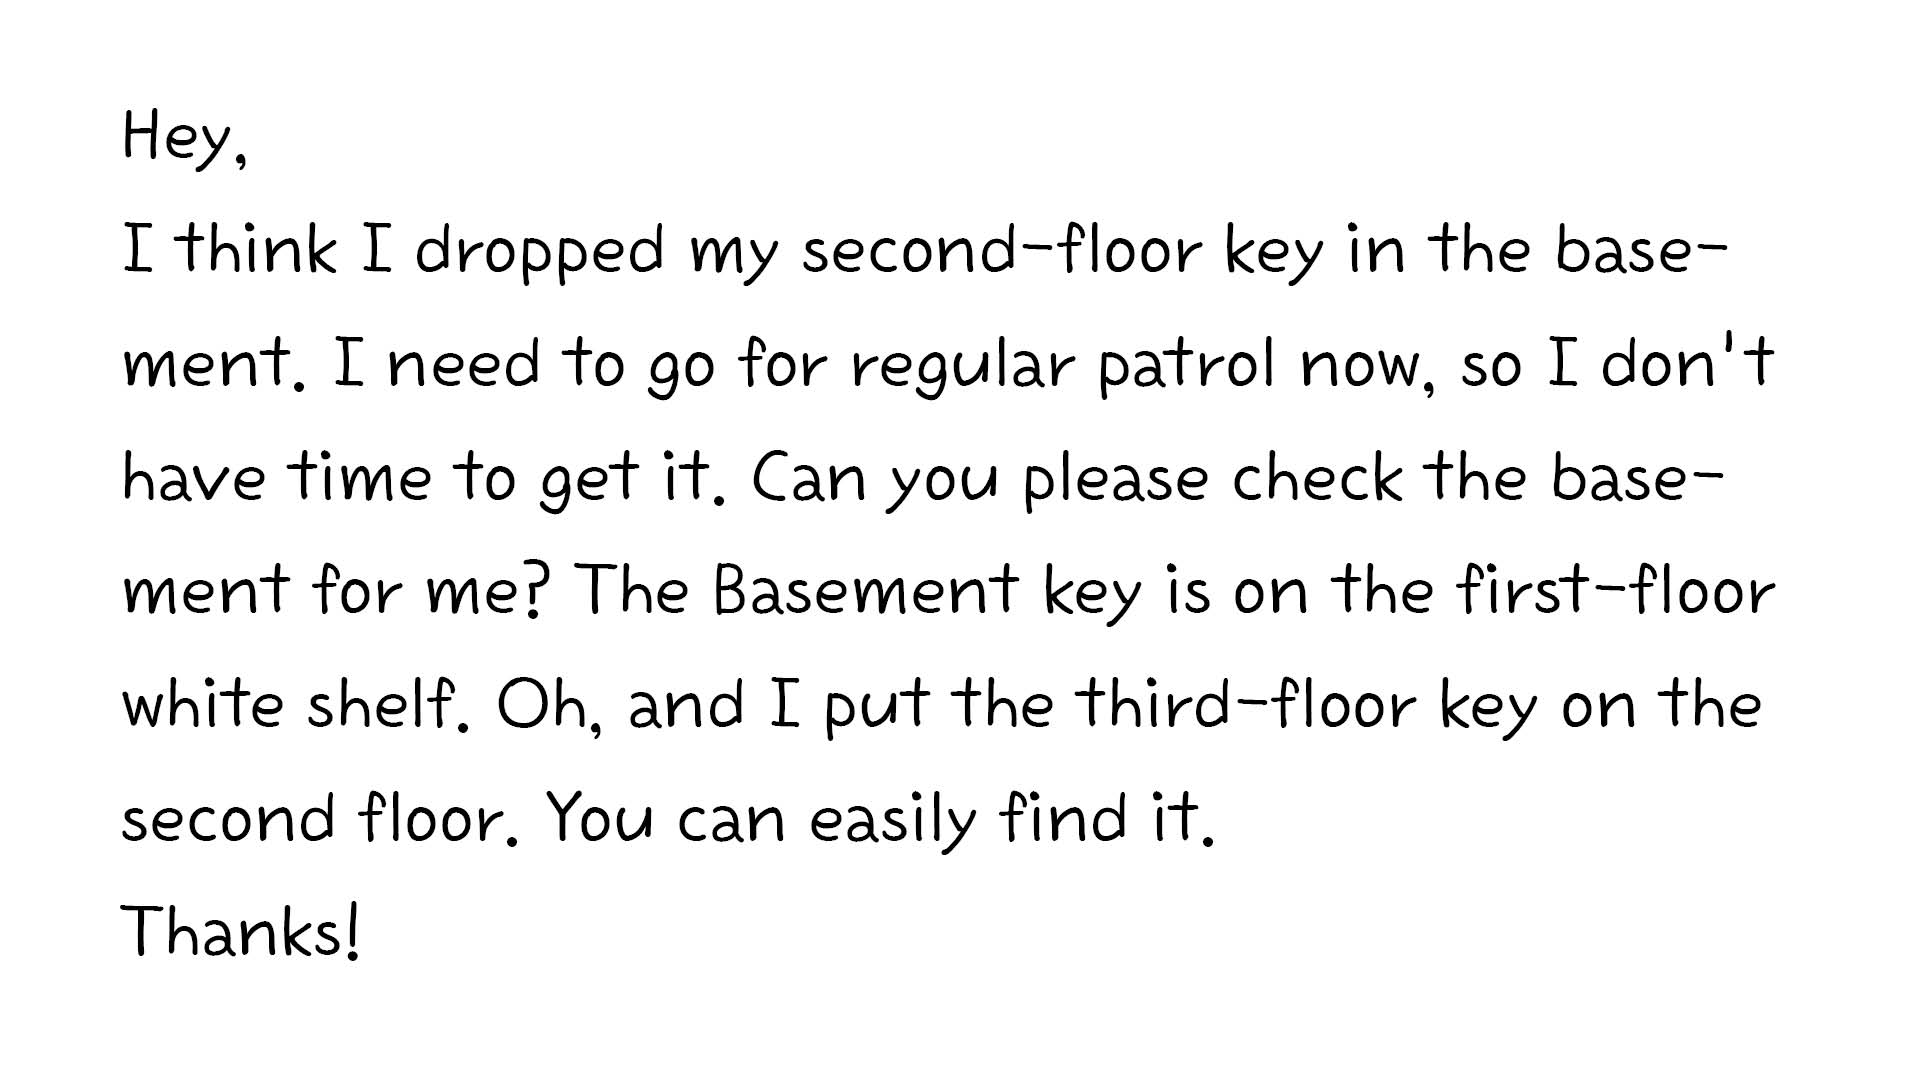 Hey,
I think I dropped my second-floor key in the base-
ment. I need to go for regular patrol now, so I don't
have time to get it. Can you please check the base-
ment for me? The Basement key is on the first-floor
white shelf. Oh, and I put the third-floor key on the
second floor. You can easily find it.
Thanks!